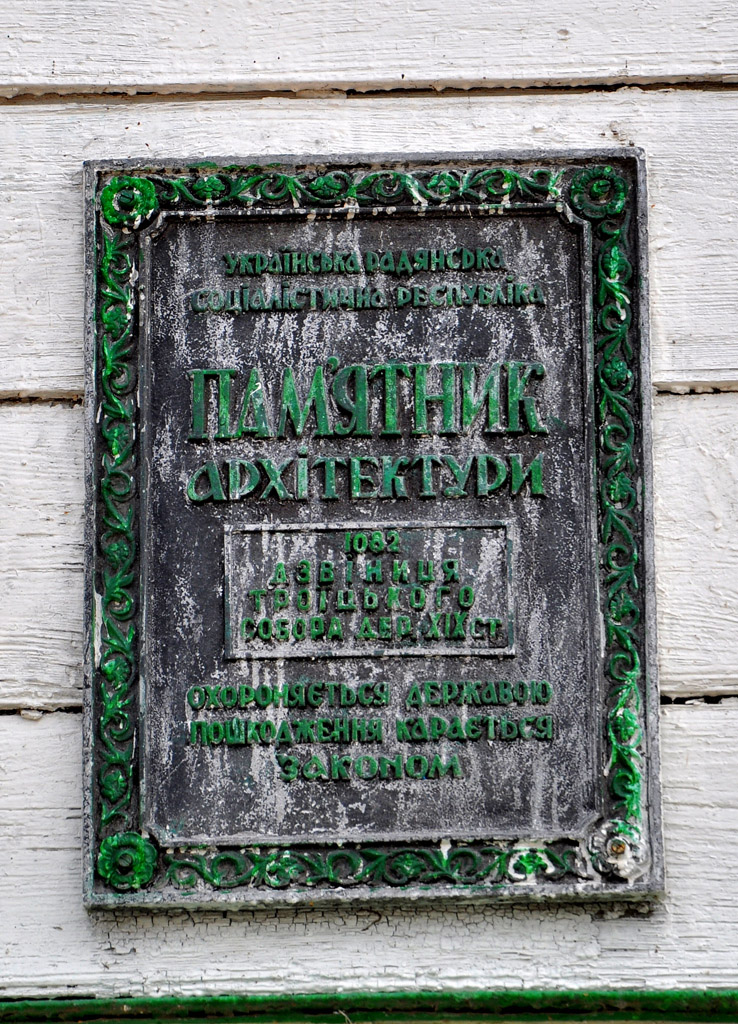 УКРАЇНСЬКА РАДЯНСЬКА
СОЦІАЛІСТИЧНА РЕСПУБЛІКА
ПАМ'ЯТНИК
АРХІТЕКТУРИ
1082
ДЗВІНИЦЯ
ТРОЇЦЬКОГО
СОБОРА ДЕР. XIX СТ.
ОХОРОНЯЄТЬСЯ ДЕРЖАВОЮ
ПОШКОДЖЕННЯ КАРАЄТЬСЯ
ЗАКОНОМ